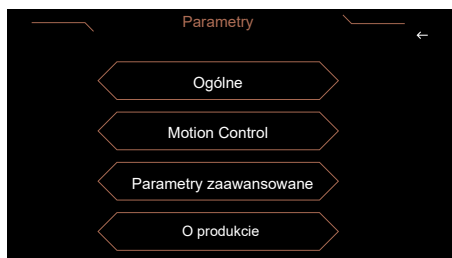 Parametry
Ogólne
Motion Control
Parametry zaawansowane
O produkcie